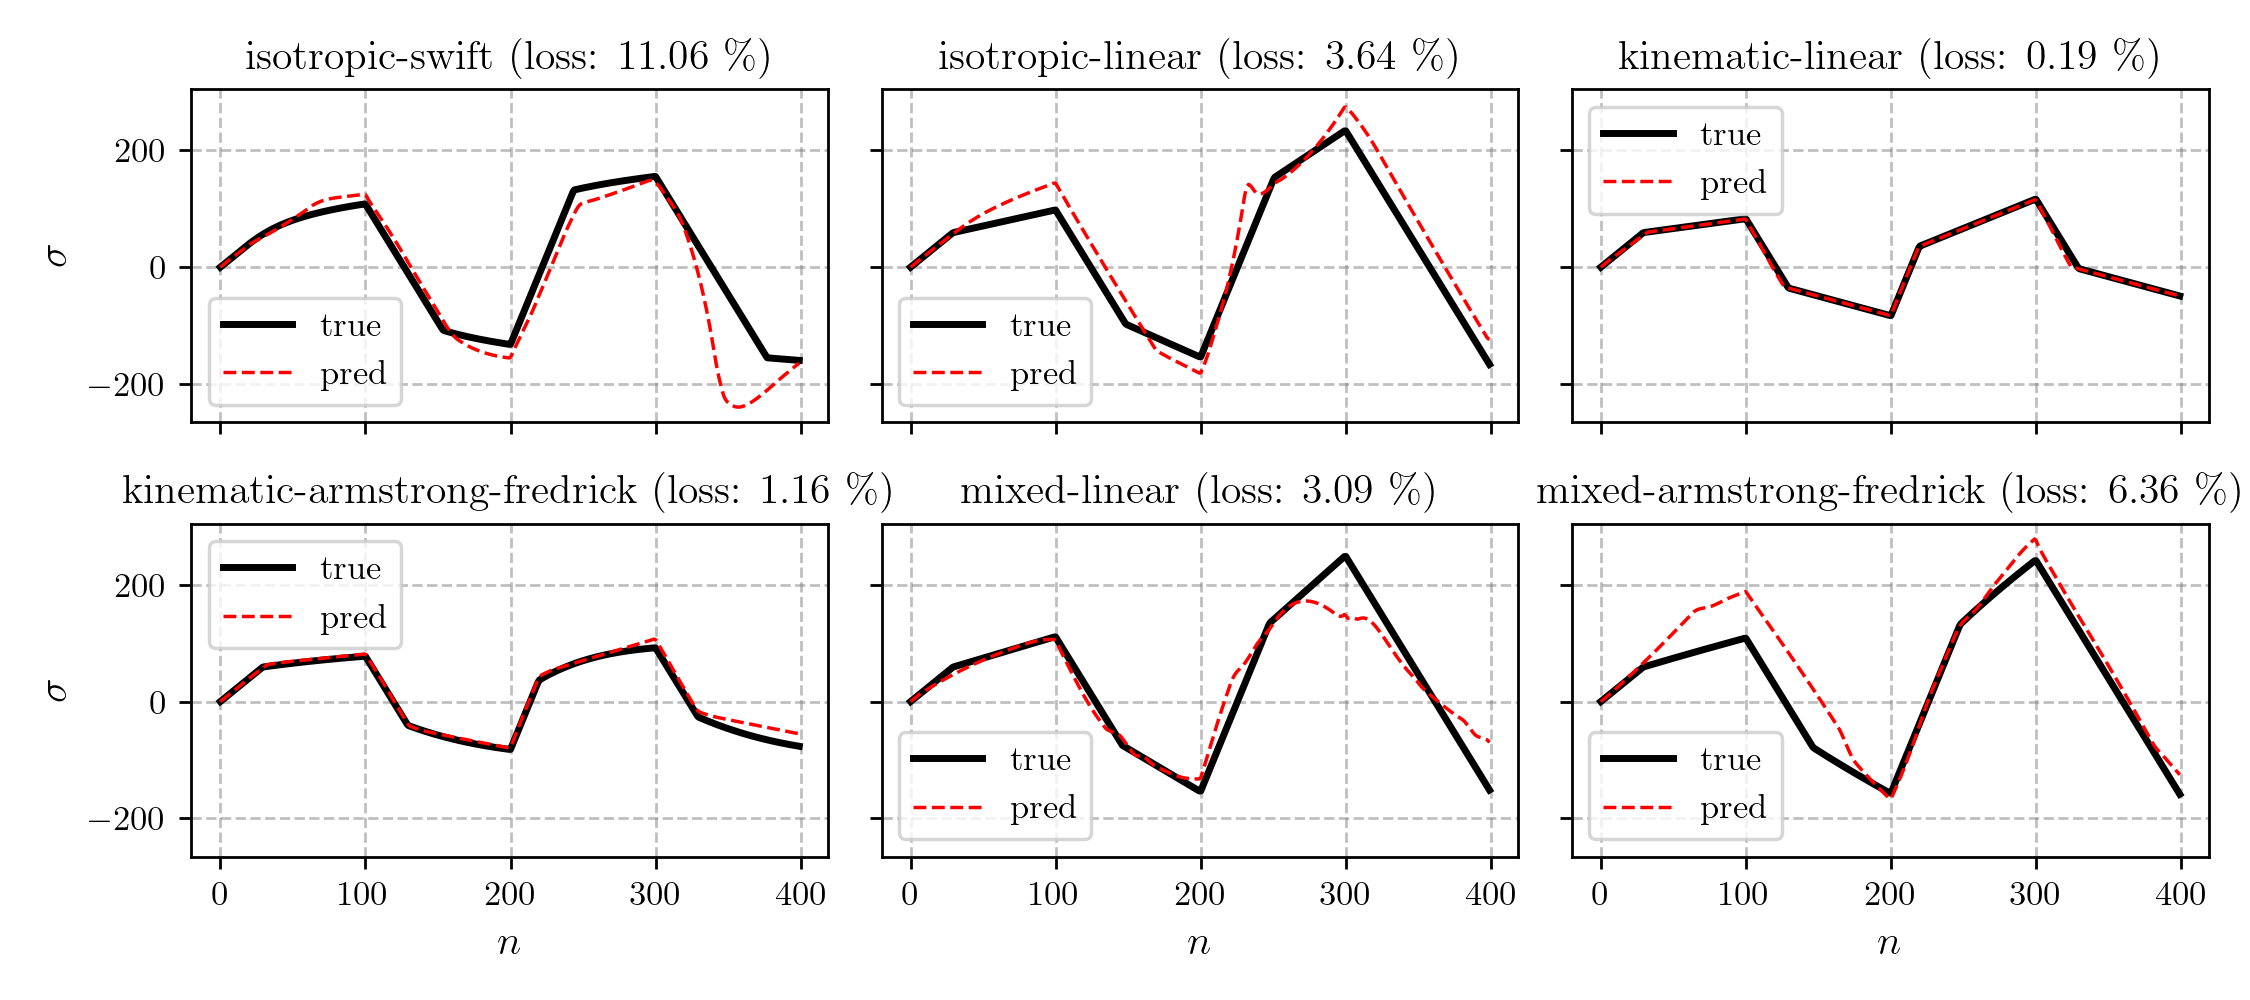 isotropic-swift (loss: 11.06 %)
isotropic-linear (loss: 3.64 %)
kinematic-linear (loss: 0.19 %)
200
0
−200
σ
true
pred
true
pred
true
pred
kinematic-armstrong-fredrick (loss: 1.16 %)
mixed-linear (loss: 3.09 %)
mixed-armstrong-fredrick (loss: 6.36 %)
200
0
−200
σ
true
pred
true
pred
true
pred
0 100 200 300 400
0 100 200 300 400
0 100 200 300 400
n
n
n